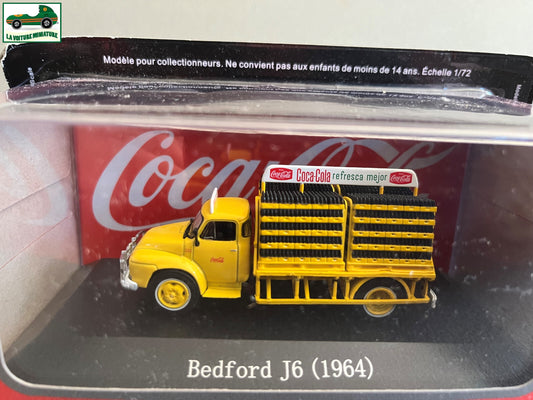 LA VOITURE MINIATURE
Modèle pour collectionneurs. Ne convient pas aux enfants de moins de 14 ans. Échelle 1/72
Coca-Cola
Coca-Cola Coca-Cola refresca mejor Coca-Cola
Coca-Cola
Bedford J6 (1964)